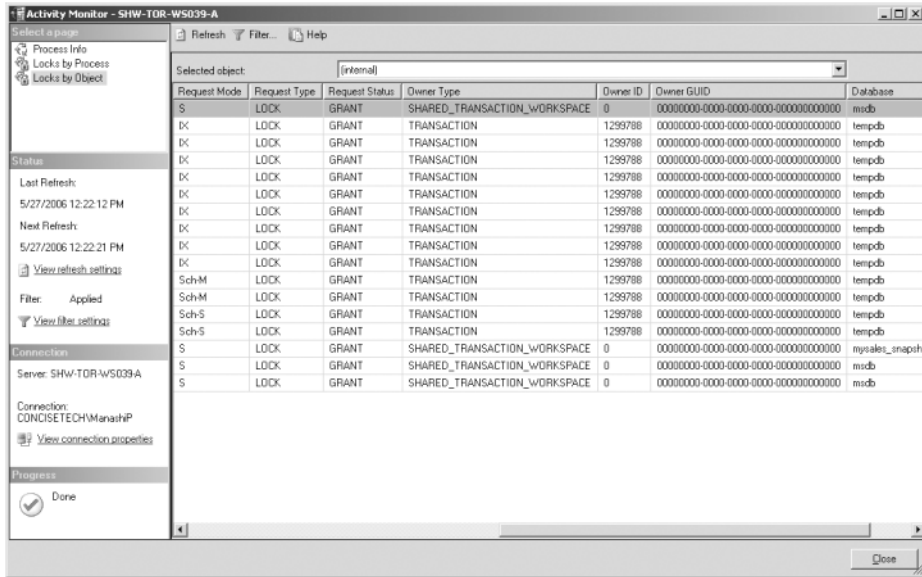 Activity Monitor - SHW-TOR-WS039-A
Select a page
Process Info
Locks by Process
Locks by Object
Refresh Filter... Help
Selected object: (internal)
Request Mode Request Type Request Status Owner Type Owner ID Owner GUID Database
S LOCK GRANT SHARED_TRANSACTION_WORKSPACE 0 00000000-0000-0000-0000-000000000000 msdb
IX LOCK GRANT TRANSACTION 1299788 00000000-0000-0000-0000-000000000000 tempdb
IX LOCK GRANT TRANSACTION 1299788 00000000-0000-0000-0000-000000000000 tempdb
IX LOCK GRANT TRANSACTION 1299788 00000000-0000-0000-0000-000000000000 tempdb
IX LOCK GRANT TRANSACTION 1299788 00000000-0000-0000-0000-000000000000 tempdb
IX LOCK GRANT TRANSACTION 1299788 00000000-0000-0000-0000-000000000000 tempdb
IX LOCK GRANT TRANSACTION 1299788 00000000-0000-0000-0000-000000000000 tempdb
IX LOCK GRANT TRANSACTION 1299788 00000000-0000-0000-0000-000000000000 tempdb
IX LOCK GRANT TRANSACTION 1299788 00000000-0000-0000-0000-000000000000 tempdb
IX LOCK GRANT TRANSACTION 1299788 00000000-0000-0000-0000-000000000000 tempdb
Sch-M LOCK GRANT TRANSACTION 1299788 00000000-0000-0000-0000-000000000000 tempdb
Sch-M LOCK GRANT TRANSACTION 1299788 00000000-0000-0000-0000-000000000000 tempdb
Sch-S LOCK GRANT TRANSACTION 1299788 00000000-0000-0000-0000-000000000000 tempdb
Sch-S LOCK GRANT TRANSACTION 1299788 00000000-0000-0000-0000-000000000000 tempdb
S LOCK GRANT SHARED_TRANSACTION_WORKSPACE 0 00000000-0000-0000-0000-000000000000 mysales_snapsh
S LOCK GRANT SHARED_TRANSACTION_WORKSPACE 0 00000000-0000-0000-0000-000000000000 msdb
S LOCK GRANT SHARED_TRANSACTION_WORKSPACE 0 00000000-0000-0000-0000-000000000000 msdb
Status
Last Refresh:
5/27/2006 12:22:12 PM
Next Refresh:
5/27/2006 12:22:21 PM
View refresh settings
Filter: Applied
View filter settings
Connection
Server: SHW-TOR-WS039-A
Connection:
CONCISETECH\ManashiP
View connection properties
Progress
Done
Close